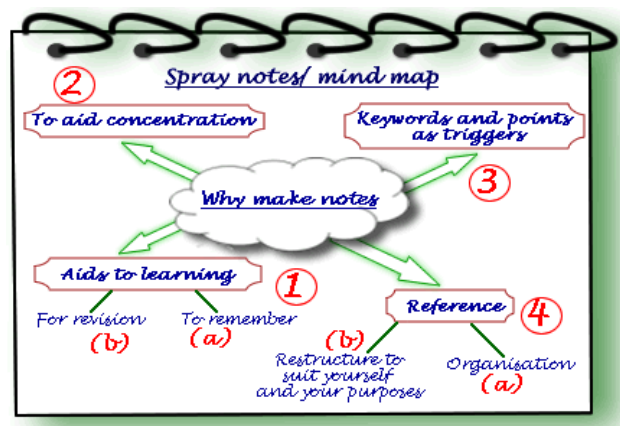 Spray notes/ mind map
②
To aid concentration
Keywords and points
as triggers
③
Why make notes
Aids to learning
①
For revision
(b)
To remember
(a)
Reference
④
(b)
Restructure to
suit yourself
and your purposes
Organisation
(a)